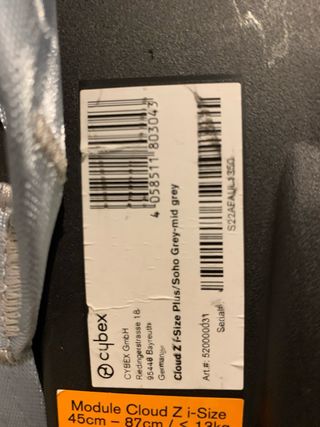 cybex
CYBEX GmbH
Riedingerstrasse 18
95448 Bayreuth
Germany
4 058511 803043
Cloud Z i-Size Plus/Soho Grey-mid grey
Art.#: 520000031
Serial#
Module Cloud Z i-Size
45cm – 87cm / ≤ 13kg